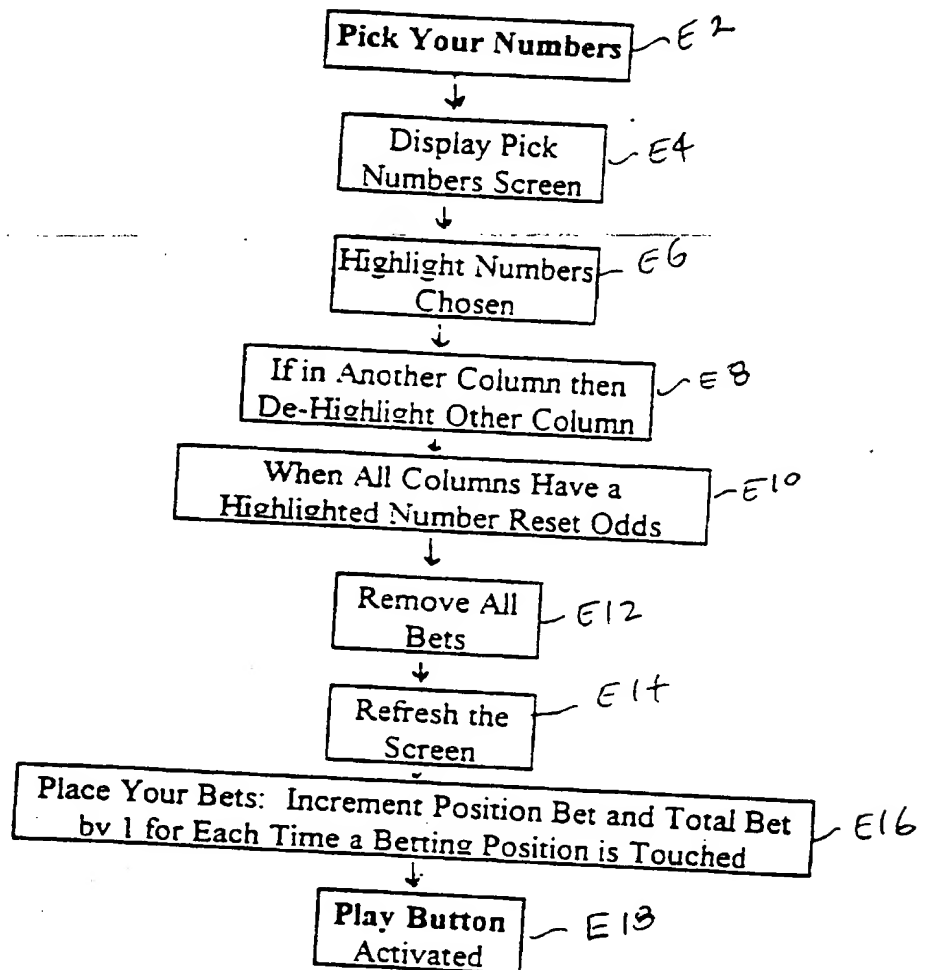 Pick Your Numbers E2
Display Pick E4
Numbers Screen
Highlight Numbers E6
Chosen
If in Another Column then E8
De-Highlight Other Column
When All Columns Have a E10
Highlighted Number Reset Odds
Remove All E12
Bets
Refresh the E14
Screen
Place Your Bets: Increment Position Bet and Total Bet E16
by 1 for Each Time a Betting Position is Touched
Play Button E18
Activated